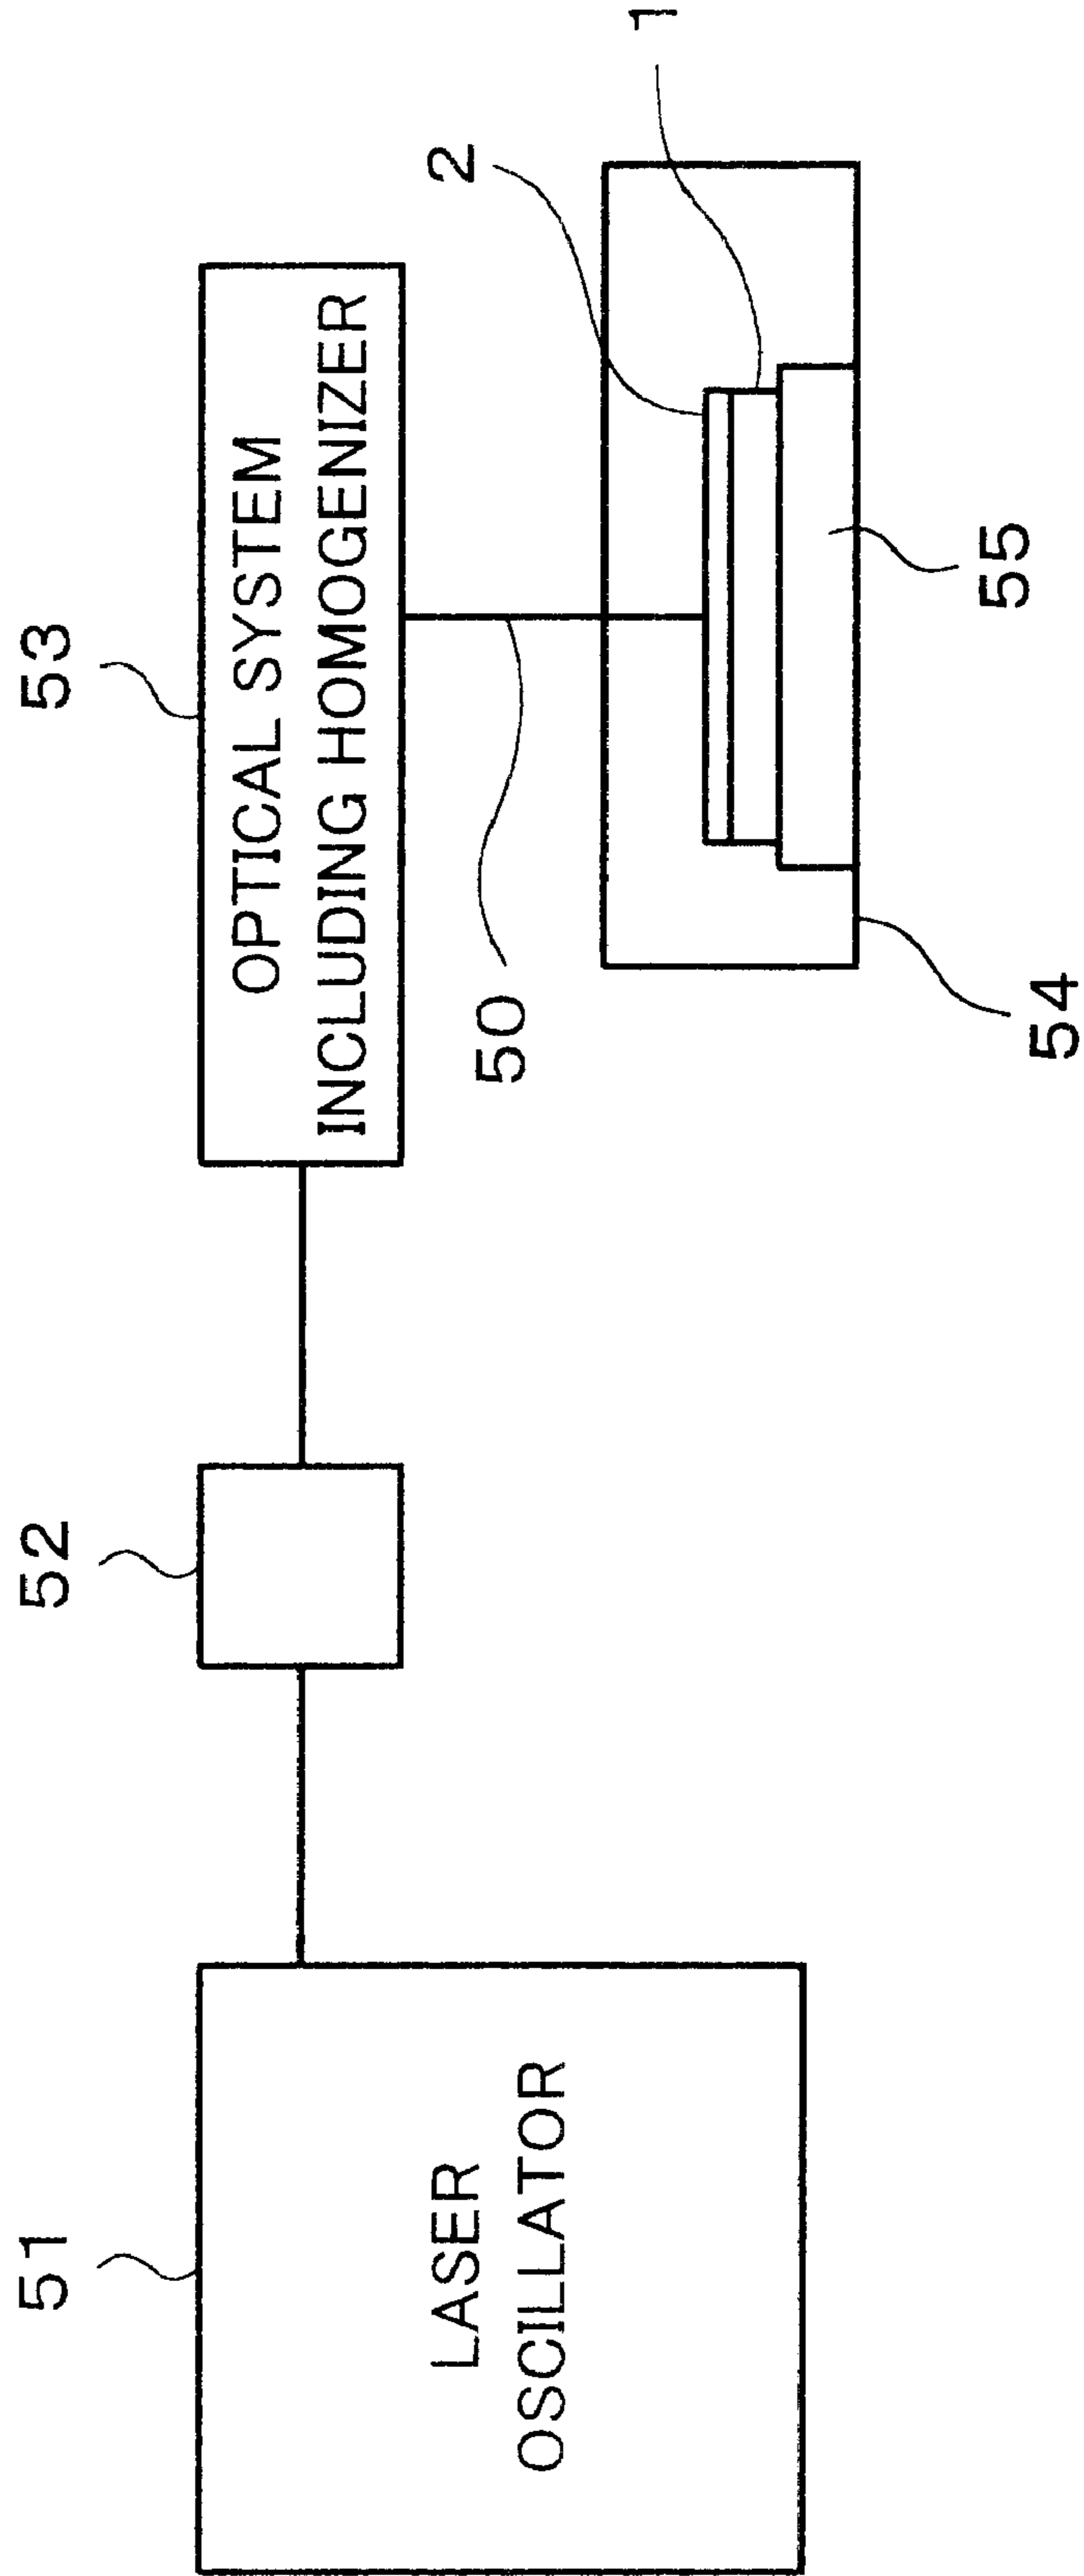 51
LASER
OSCILLATOR
52
53
OPTICAL SYSTEM
INCLUDING HOMOGENIZER
50
2
1
54
55